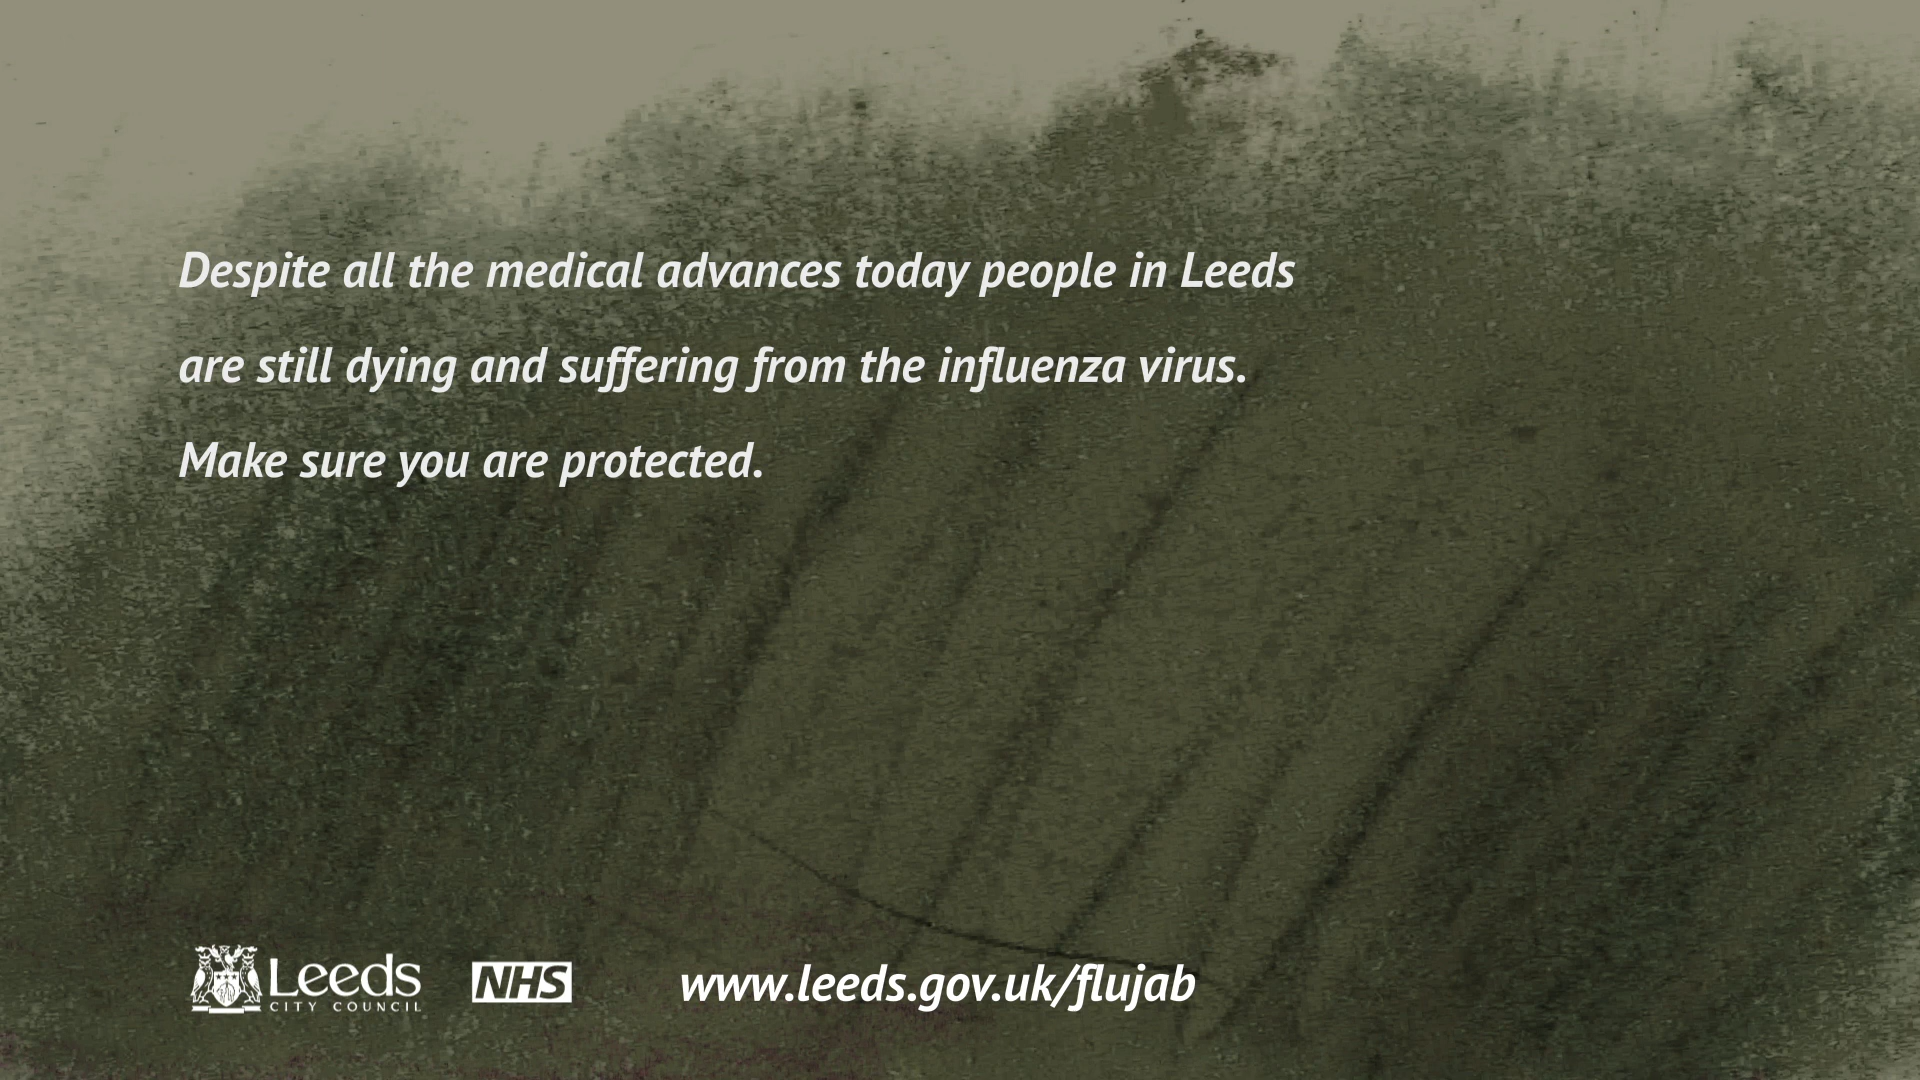 Despite all the medical advances today people in Leeds
are still dying and suffering from the influenza virus.
Make sure you are protected.
Leeds
CITY COUNCIL
NHS
www.leeds.gov.uk/flujab